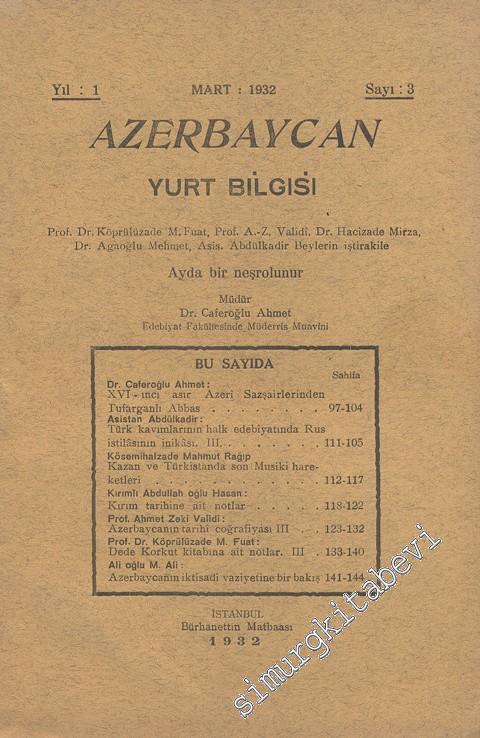 Yıl : 1 MART : 1932 Sayı : 3
AZERBAYCAN
YURT BİLGİSİ
Prof. Dr. Köprülüzade M. Fuat, Prof. A.-Z. Validi, Dr. Hacizade Mirza,
Dr. Agaoğlu Mehmet, Asis. Abdülkadir Beylerin iştirakile
Ayda bir neşrolunur
Müdür
Dr. Caferoğlu Ahmet
Edebiyat Fakültesinde Müderris Muavini
BU SAYIDA
Sahifa
Dr. Caferoğlu Ahmet :
XVI - ıncı asır Azeri Sazşairlerinden
Tufarganlı Abbas . . . . . . . . 97-104
Asistan Abdülkadir :
Türk kavımlarının halk edebiyatında Rus
istilâsının inikâsı. III. . . . . . . . 111-105
Kösemihalzade Mahmut Ragıp
Kazan ve Türkistanda son Musiki hare-
ketleri . . . . . . . . . . . 112-117
Kırımlı Abdullah oğlu Hasan :
Kırım tarihine ait notlar . . . . . 118-122
Prof. Ahmet Zeki Validi :
Azerbaycanın tarihî coğrafiyası III . . 123-132
Prof. Dr. Köprülüzade M. Fuat :
Dede Korkut kitabına ait notlar. III . 133-140
Ali oğlu M. Ali :
Azerbaycanın iktisadi vaziyetine bir bakış 141-144
İSTANBUL
Bürhanettin Matbaası
1932
simurgkitabevi